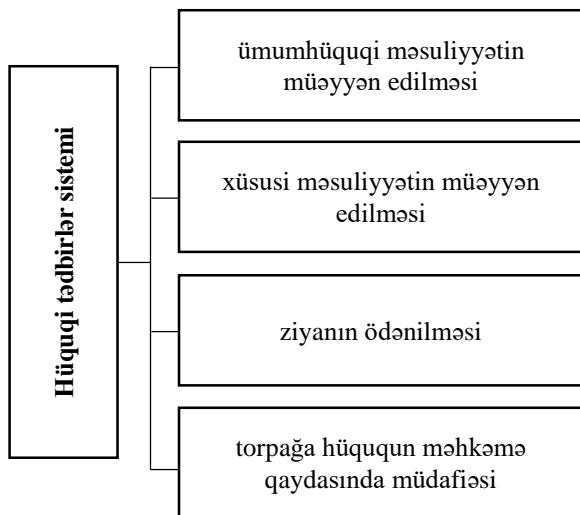 Hüquqi tədbirlər sistemi
ümumhüquqi məsuliyyətin
müəyyən edilməsi
xüsusi məsuliyyətin müəyyən
edilməsi
ziyanın ödənilməsi
torpağa hüququn məhkəmə
qaydasında müdafiəsi